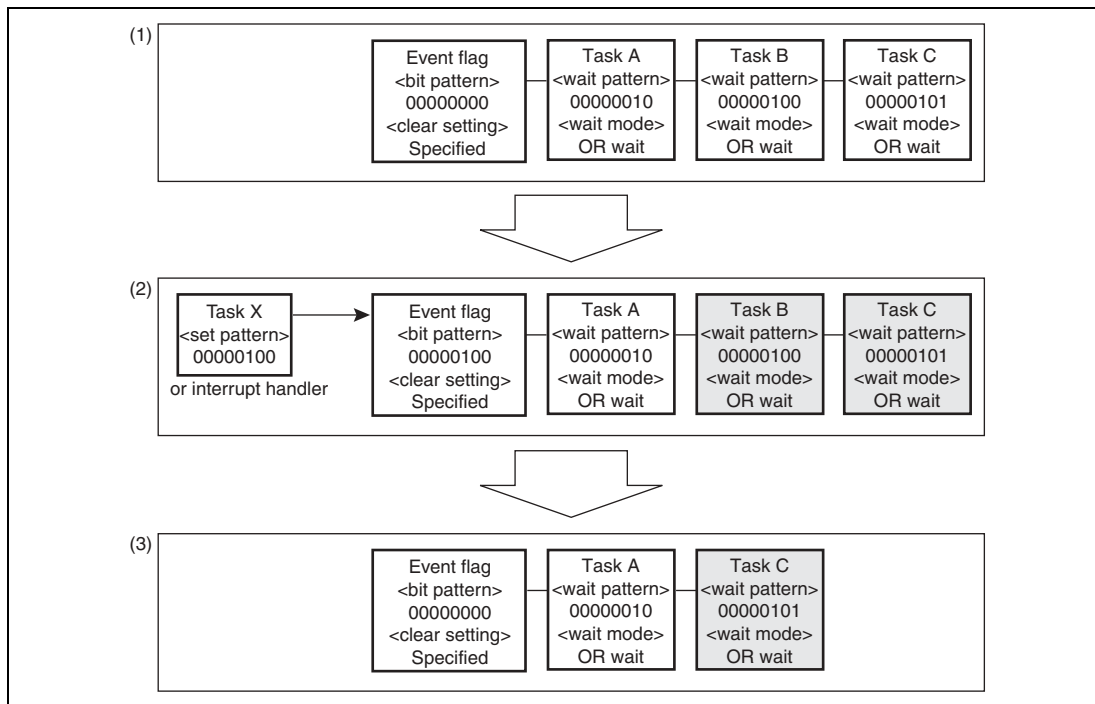 (1)
Event flag
<bit pattern>
00000000
<clear setting>
Specified
Task A
<wait pattern>
00000010
<wait mode>
OR wait
Task B
<wait pattern>
00000100
<wait mode>
OR wait
Task C
<wait pattern>
00000101
<wait mode>
OR wait
(2)
Task X
<set pattern>
00000100
or interrupt handler
Event flag
<bit pattern>
00000100
<clear setting>
Specified
Task A
<wait pattern>
00000010
<wait mode>
OR wait
Task B
<wait pattern>
00000100
<wait mode>
OR wait
Task C
<wait pattern>
00000101
<wait mode>
OR wait
(3)
Event flag
<bit pattern>
00000000
<clear setting>
Specified
Task A
<wait pattern>
00000010
<wait mode>
OR wait
Task C
<wait pattern>
00000101
<wait mode>
OR wait